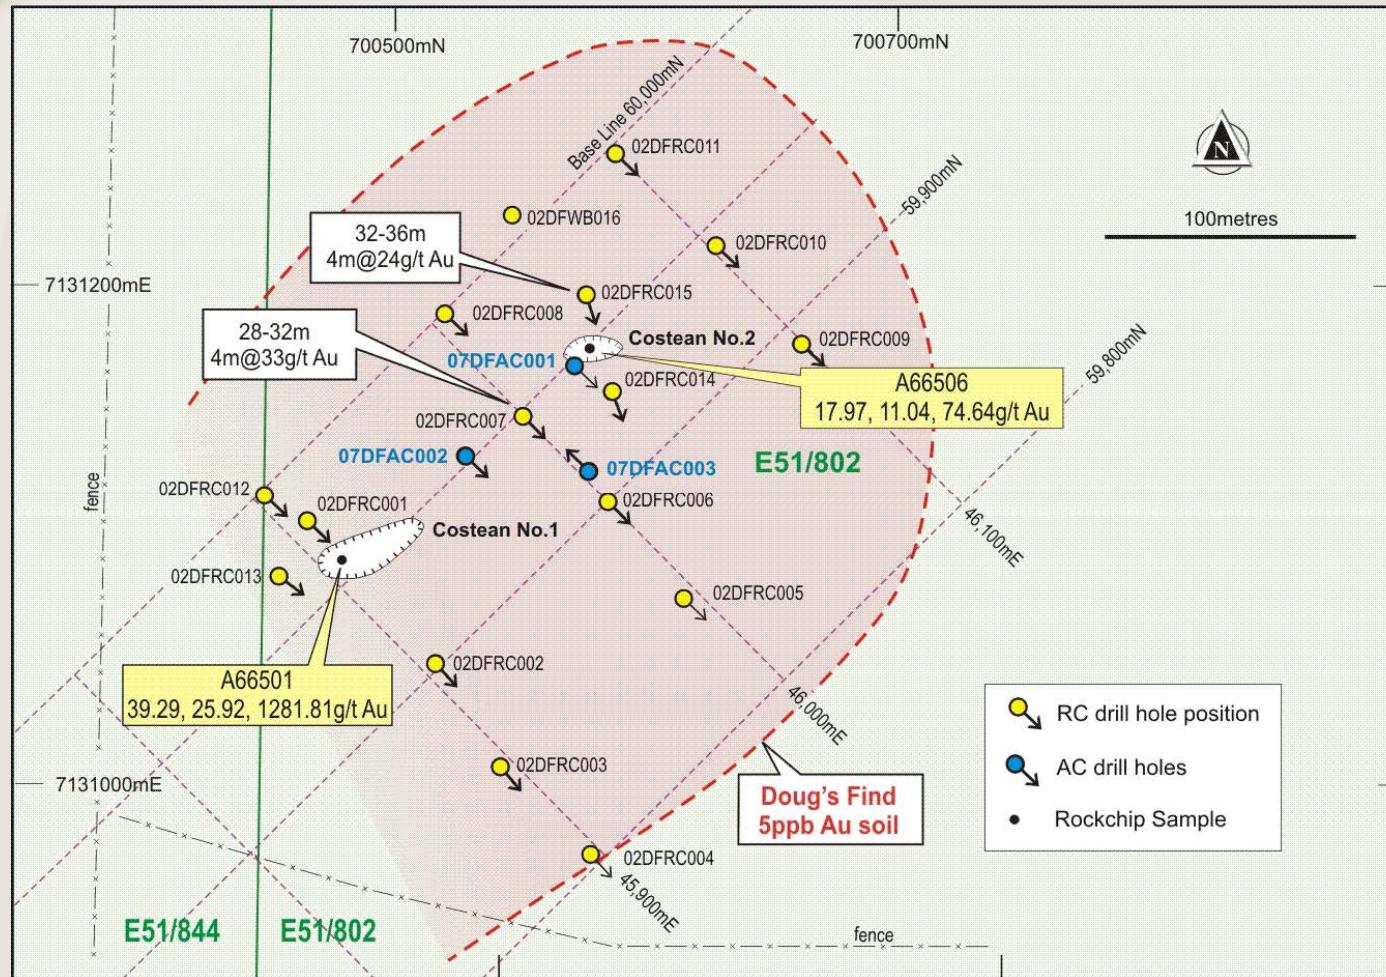 700500mN
700700mN
Base Line 60,000mN
02DFRC011
N
59,900mN
100metres
02DFWB016
32-36m
4m@24g/t Au
02DFRC010
7131200mE
02DFRC015
02DFRC008
28-32m
4m@33g/t Au
Costean No.2
02DFRC009
59,800mN
07DFAC001
02DFRC014
A66506
17.97, 11.04, 74.64g/t Au
02DFRC007
07DFAC002
07DFAC003
E51/802
fence
02DFRC012
02DFRC001
02DFRC006
Costean No.1
46,100mE
02DFRC013
02DFRC005
02DFRC002
A66501
39.29, 25.92, 1281.81g/t Au
46,000mE
RC drill hole position
02DFRC003
AC drill holes
7131000mE
Doug's Find
5ppb Au soil
Rockchip Sample
02DFRC004
45,900mE
E51/844
E51/802
fence